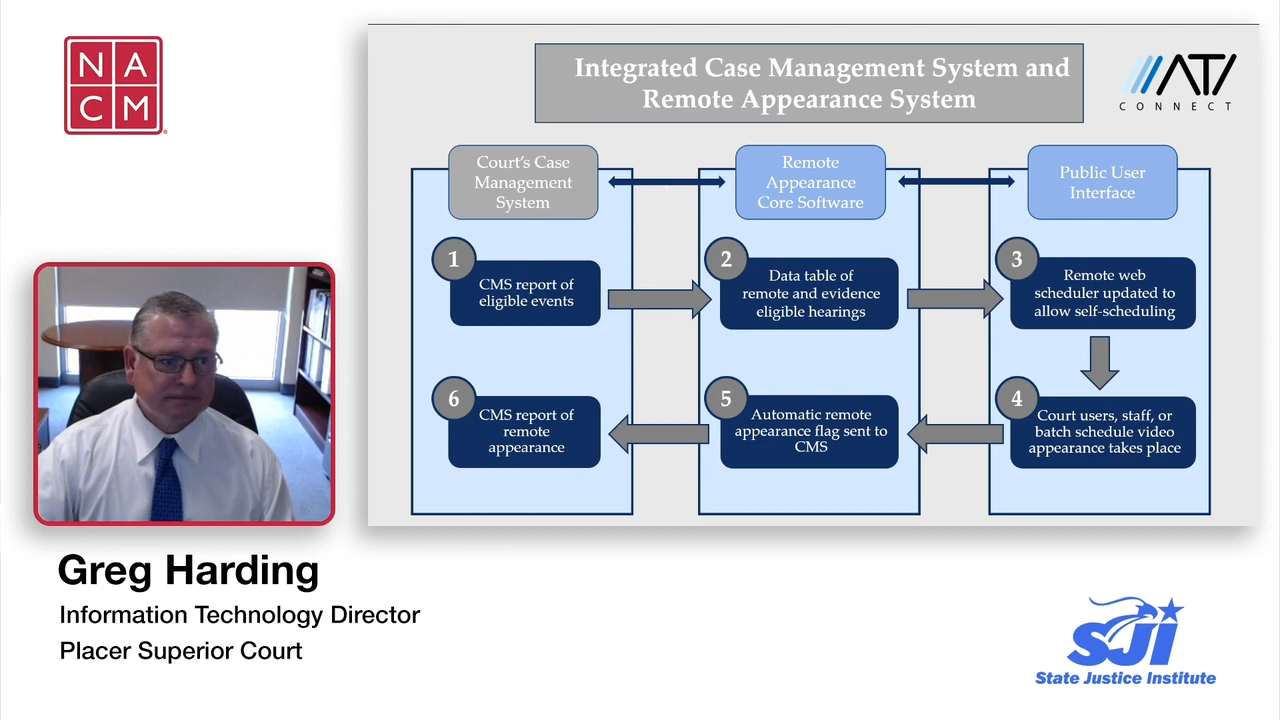 N A
C M
Integrated Case Management System and
Remote Appearance System
ATI
CONNECT
Court's Case
Management
System
Remote
Appearance
Core Software
Public User
Interface
1
CMS report of
eligible events
2
Data table of
remote and evidence
eligible hearings
3
Remote web
scheduler updated to
allow self-scheduling
6
CMS report of
remote
appearance
5
Automatic remote
appearance flag sent to
CMS
4
Court users, staff, or
batch schedule video
appearance takes place
Greg Harding
Information Technology Director
Placer Superior Court
SJI
State Justice Institute